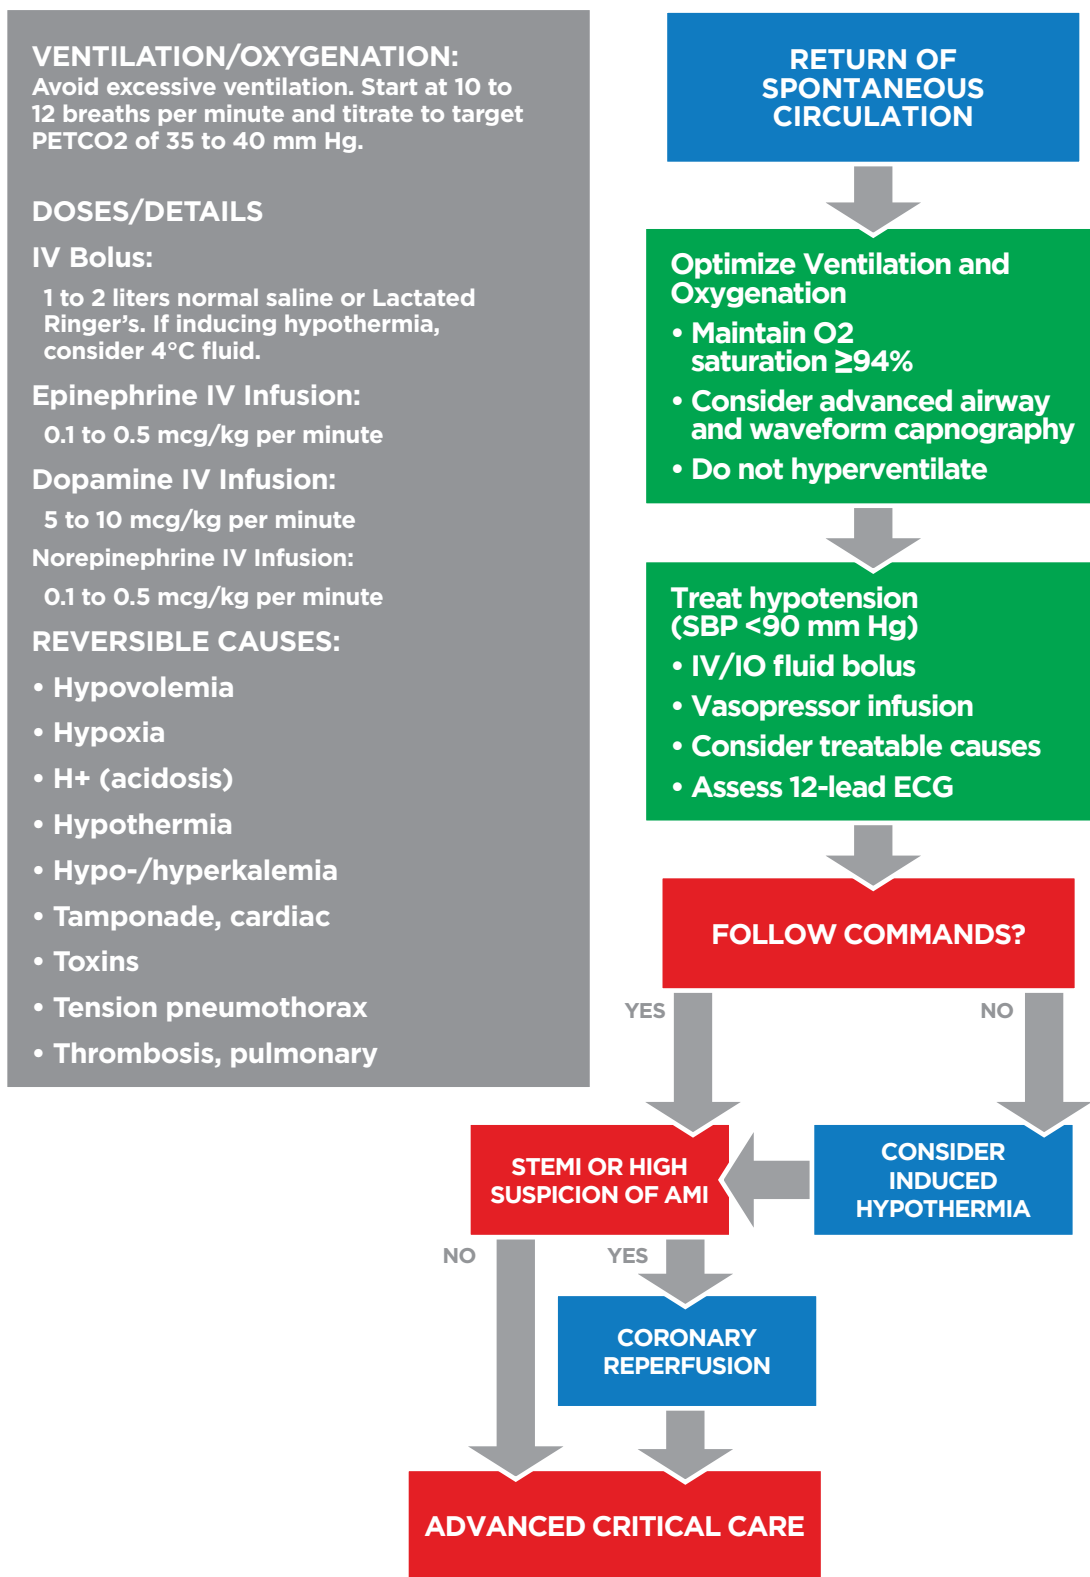 VENTILATION/OXYGENATION:
Avoid excessive ventilation. Start at 10 to
12 breaths per minute and titrate to target
PETCO2 of 35 to 40 mm Hg.
DOSES/DETAILS
IV Bolus:
1 to 2 liters normal saline or Lactated
Ringer’s. If inducing hypothermia,
consider 4°C fluid.
Epinephrine IV Infusion:
0.1 to 0.5 mcg/kg per minute
Dopamine IV Infusion:
5 to 10 mcg/kg per minute
Norepinephrine IV Infusion:
0.1 to 0.5 mcg/kg per minute
REVERSIBLE CAUSES:
• Hypovolemia
• Hypoxia
• H+ (acidosis)
• Hypothermia
• Hypo-/hyperkalemia
• Tamponade, cardiac
• Toxins
• Tension pneumothorax
• Thrombosis, pulmonary
RETURN OF
SPONTANEOUS
CIRCULATION
Optimize Ventilation and
Oxygenation
• Maintain O2
saturation ≥94%
• Consider advanced airway
and waveform capnography
• Do not hyperventilate
Treat hypotension
(SBP <90 mm Hg)
• IV/IO fluid bolus
• Vasopressor infusion
• Consider treatable causes
• Assess 12-lead ECG
FOLLOW COMMANDS?
YES
NO
STEMI OR HIGH
SUSPICION OF AMI
CONSIDER
INDUCED
HYPOTHERMIA
NO
YES
CORONARY
REPERFUSION
ADVANCED CRITICAL CARE